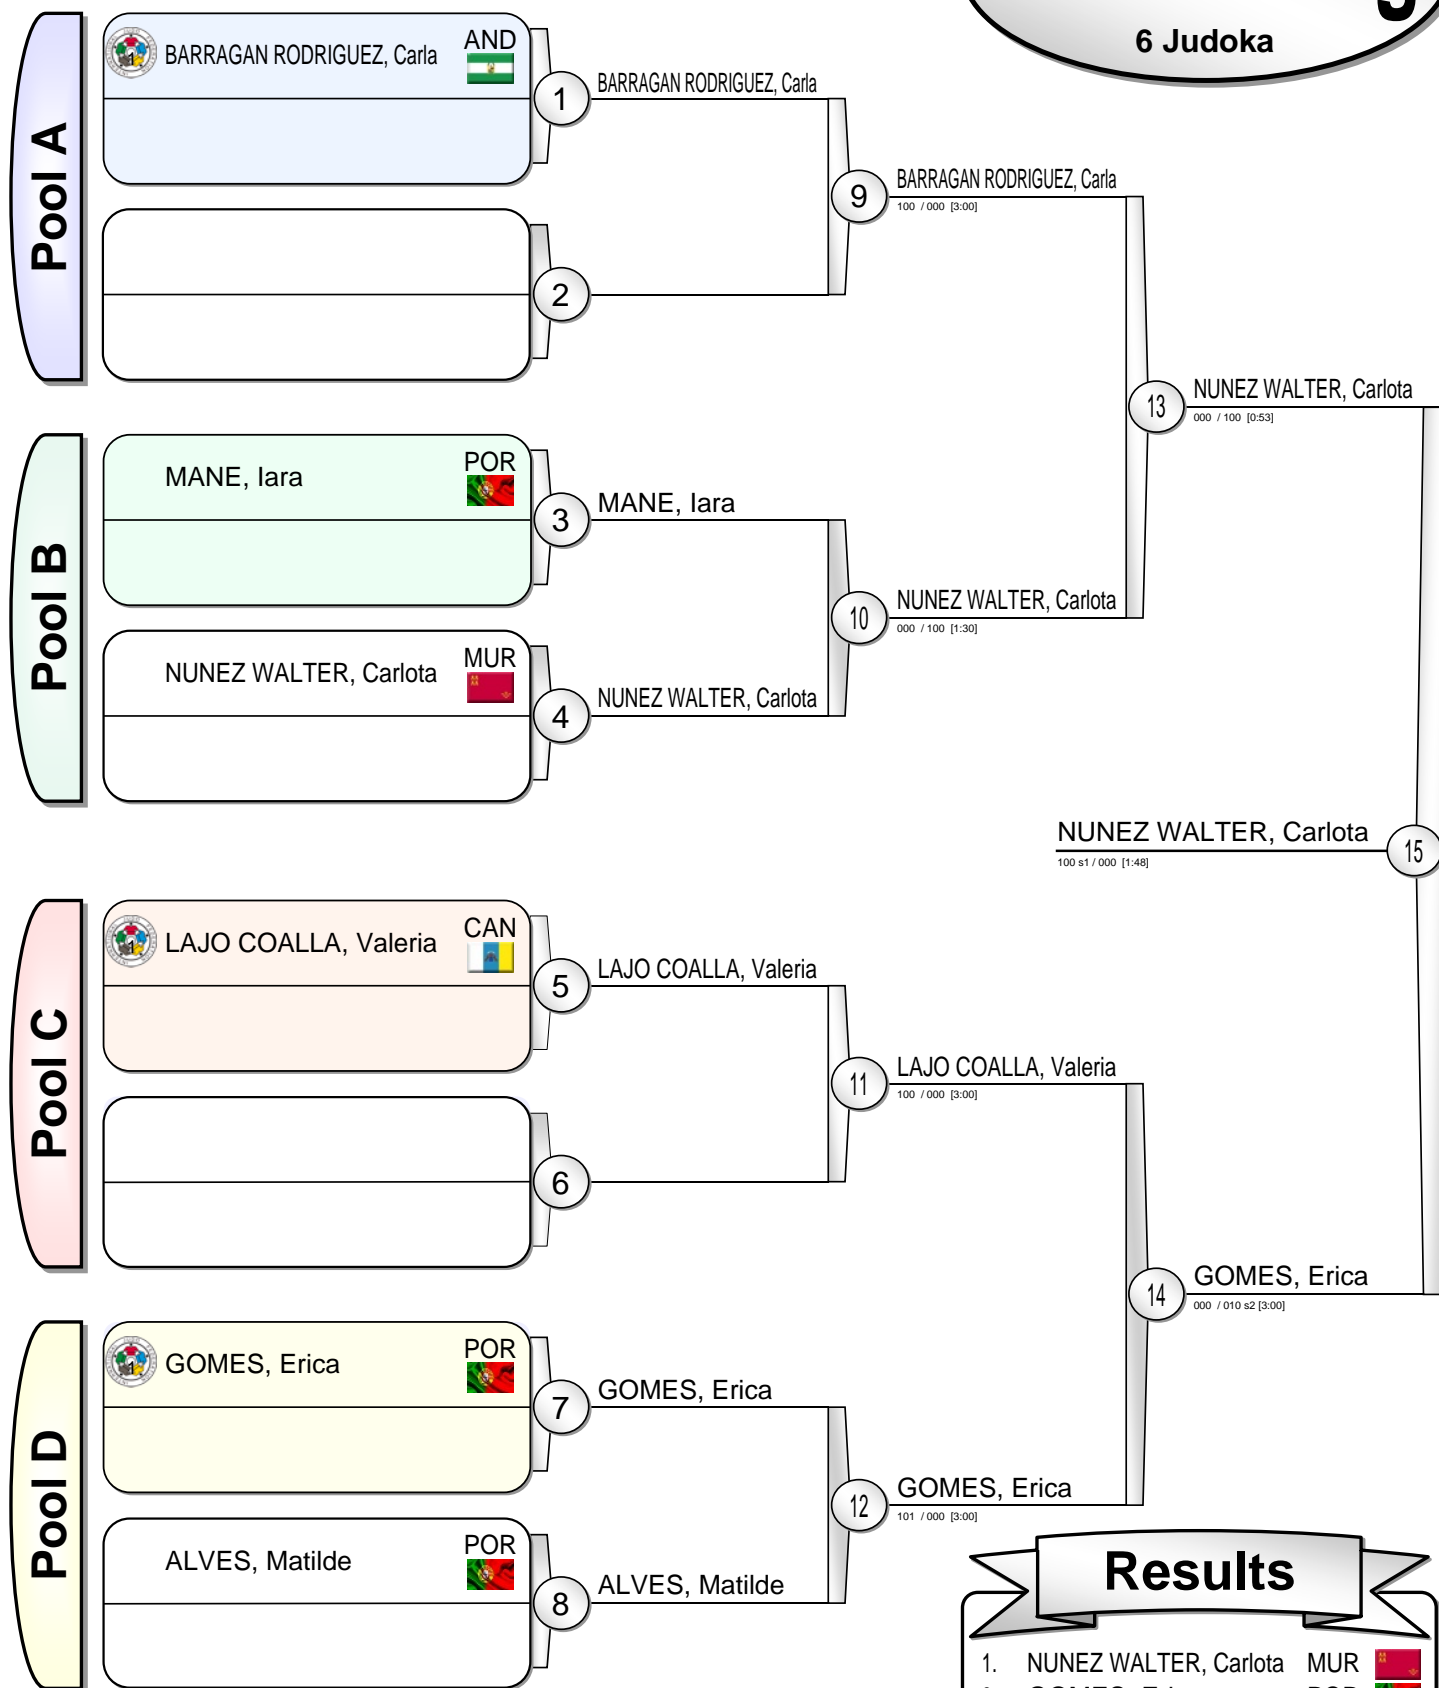 6 Judoka
Pool A
BARRAGAN RODRIGUEZ, Carla AND
1
BARRAGAN RODRIGUEZ, Carla
2
9
BARRAGAN RODRIGUEZ, Carla
100 / 000 [3:00]
Pool B
MANE, Iara POR
3
MANE, Iara
NUNEZ WALTER, Carlota MUR
4
NUNEZ WALTER, Carlota
10
NUNEZ WALTER, Carlota
000 / 100 [1:30]
13
NUNEZ WALTER, Carlota
000 / 100 [0:53]
NUNEZ WALTER, Carlota
100 s1 / 000 [1:48]
15
Pool C
LAJO COALLA, Valeria CAN
5
LAJO COALLA, Valeria
6
11
LAJO COALLA, Valeria
100 / 000 [3:00]
Pool D
GOMES, Erica POR
7
GOMES, Erica
ALVES, Matilde POR
8
ALVES, Matilde
12
GOMES, Erica
101 / 000 [3:00]
14
GOMES, Erica
000 / 010 s2 [3:00]
Results
1. NUNEZ WALTER, Carlota MUR